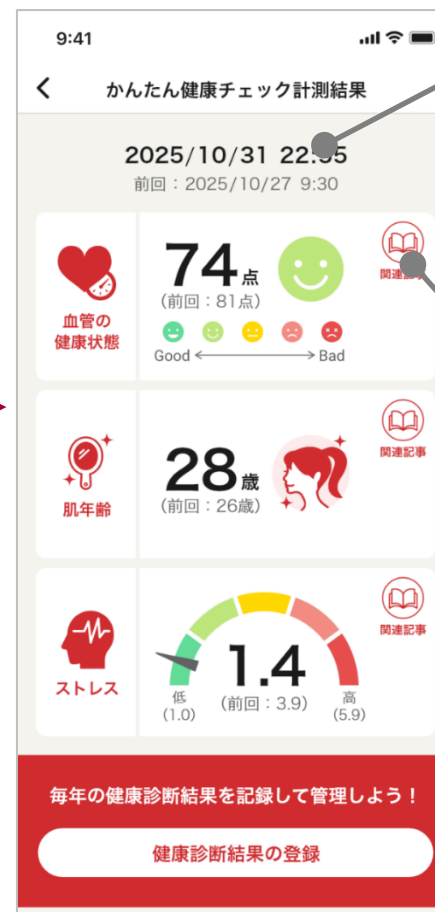 9:41
かんたん健康チェック計測結果
2025/10/31
前回：2025/10/27 9:30
血管の
健康状態
74点
(前回：81点)
Good
Bad
関連記事
肌年齢
28歳
(前回：26歳)
関連記事
ストレス
1.4
(前回：3.9)
低
(1.0)
高
(5.9)
関連記事
毎年の健康診断結果を記録して管理しよう！
健康診断結果の登録